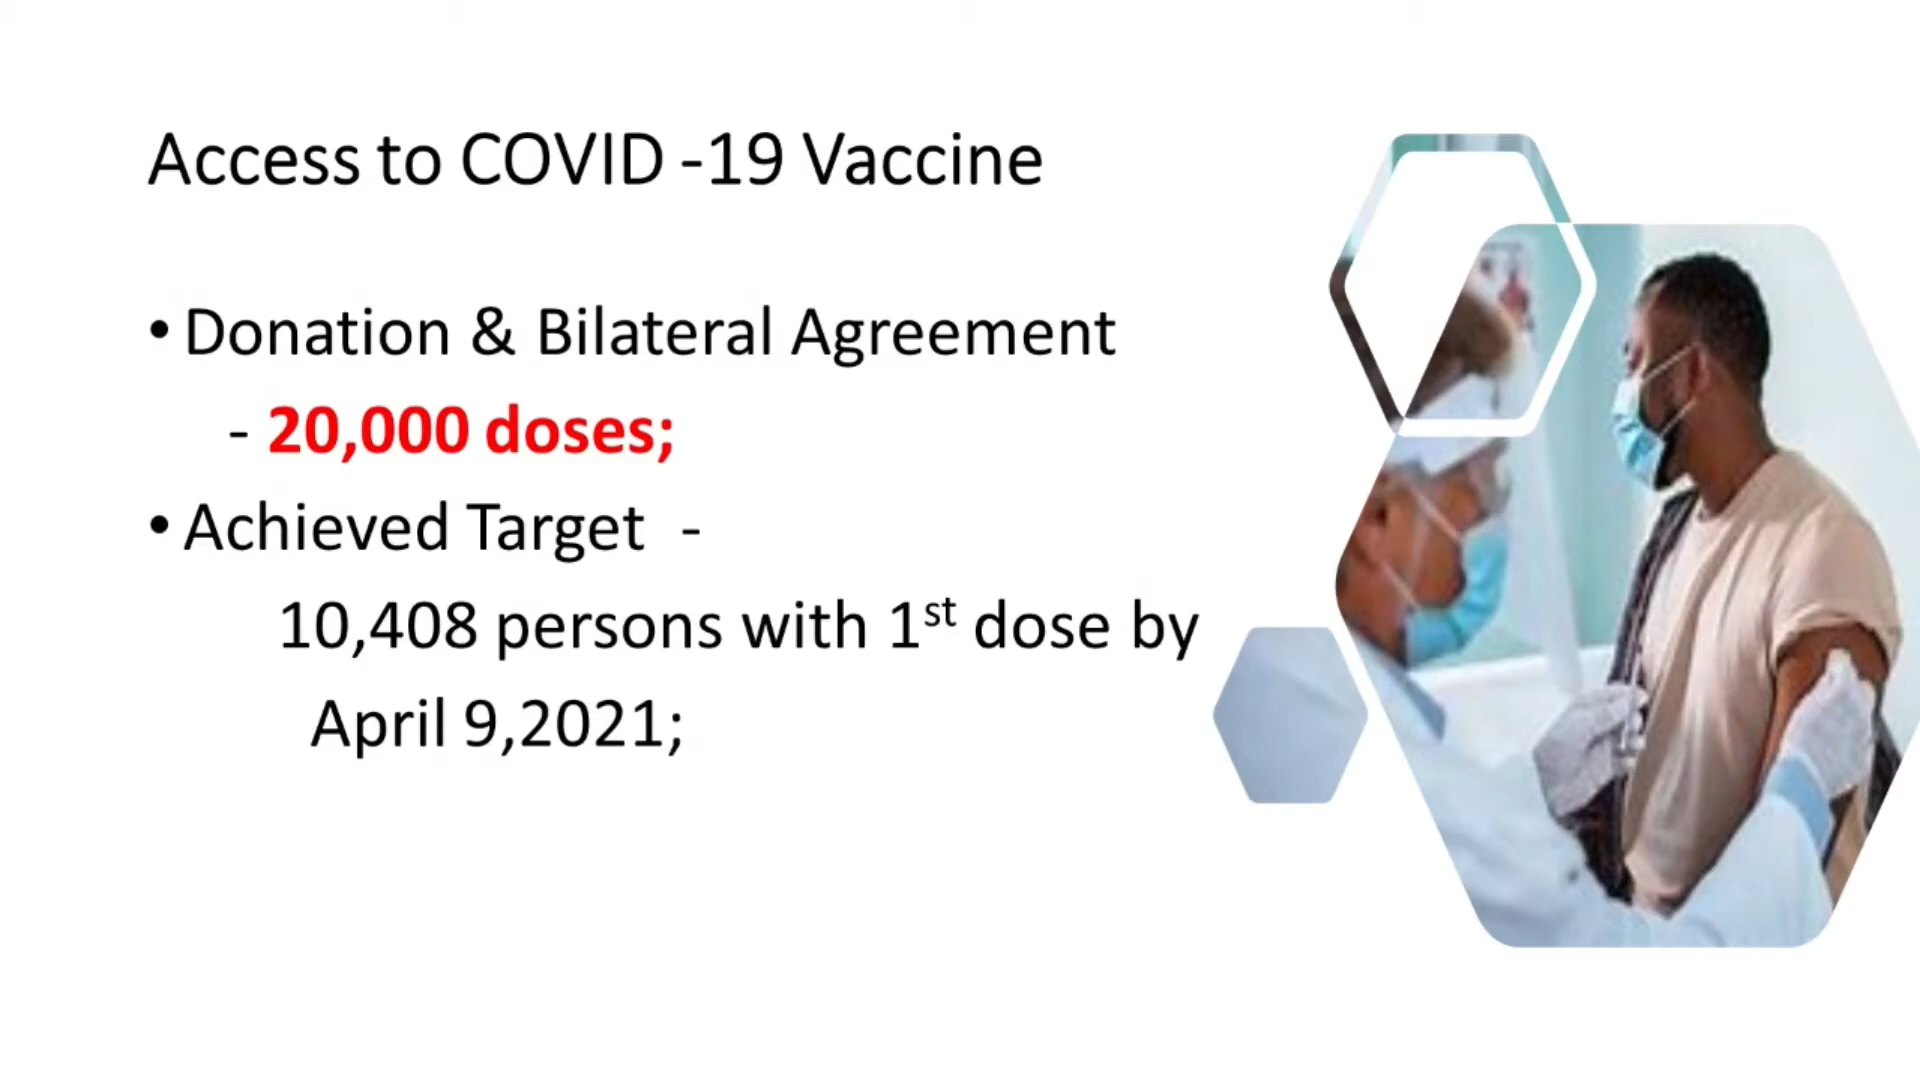 Access to COVID -19 Vaccine
• Donation & Bilateral Agreement
- 20,000 doses;
• Achieved Target -
10,408 persons with 1st dose by
April 9,2021;